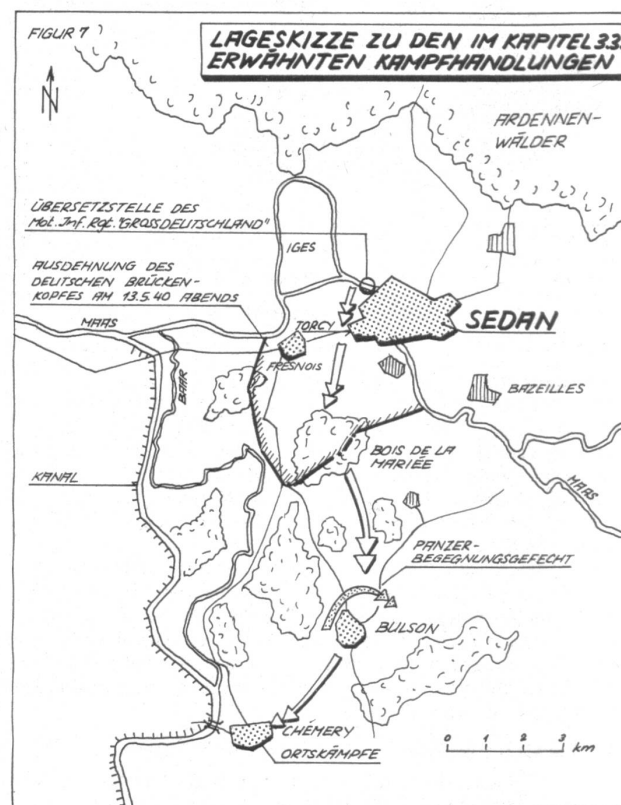 FIGUR 7
LAGESKIZZE ZU DEN IM KAPITEL 3.3.
ERWÄHNTEN KAMPFHANDLUNGEN
N
ARDENNEN-
WÄLDER
ÜBERSETZSTELLE DES
Mot. Inf. Rgt. "GROSSDEUTSCHLAND"
IGES
AUSDEHNUNG DES
DEUTSCHEN BRÜCKEN-
KOPFES AM 13.5.40 ABENDS
MAAS
TORCY
SEDAN
FRESNOIS
BAR
BAZEILLES
BOIS DE LA
MARIÉE
KANAL
MAAS
PANZER-
BEGEGNUNGSGEFECHT
BULSON
CHÉMERY
ORTSKÄMPFE
0 1 2 3
km